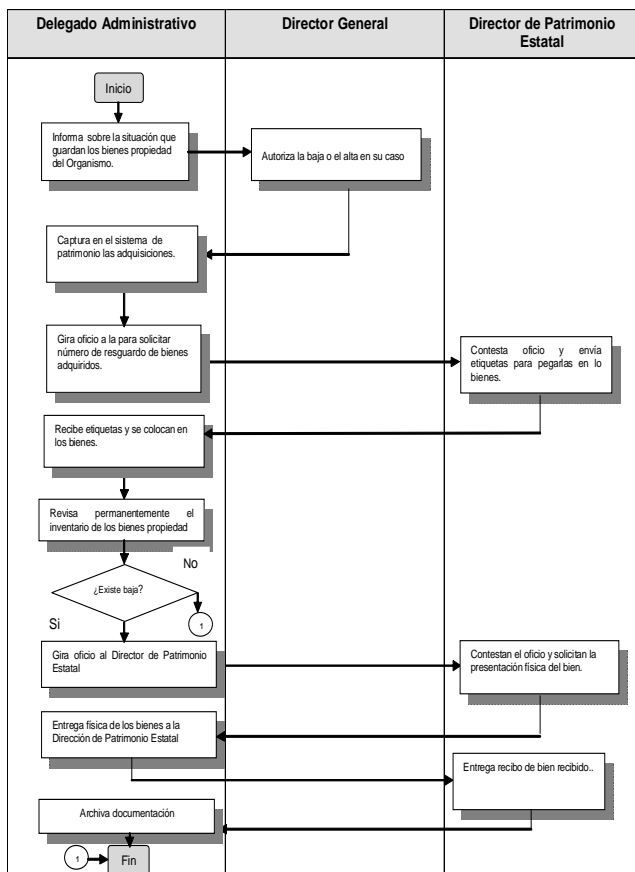 Delegado Administrativo
Director General
Director de Patrimonio
Estatal
Inicio
Informa sobre la situación que
guardan los bienes propiedad
del Organismo.
Autoriza la baja o el alta en su caso
Captura en el sistema de
patrimonio las adquisiciones.
Gira oficio a la para solicitar
número de resguardo de bienes
adquiridos.
Contesta oficio y envía
etiquetas para pegarlas en lo
bienes.
Recibe etiquetas y se colocan en
los bienes.
Revisa permanentemente el
inventario de los bienes propiedad
No
¿Existe baja?
1
Si
Gira oficio al Director de Patrimonio
Estatal
Contestan el oficio y solicitan la
presentación física del bien.
Entrega física de los bienes a la
Dirección de Patrimonio Estatal
Entrega recibo de bien recibido..
Archiva documentación
1
Fin